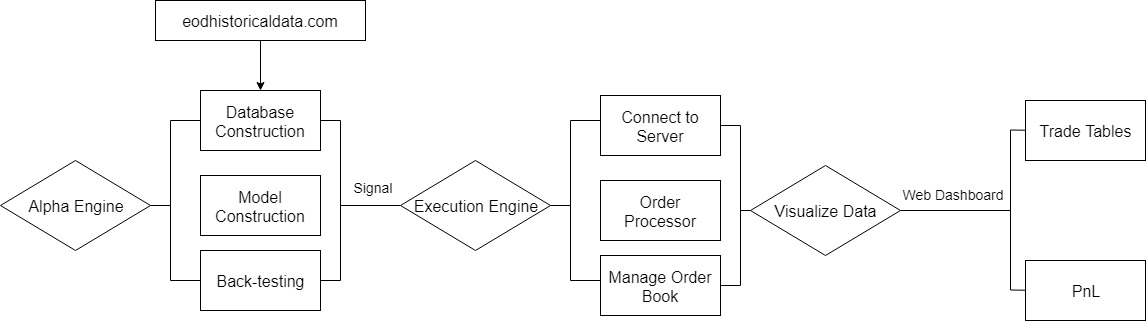 eodhistoricaldata.com
Database
Construction
Alpha Engine
Model
Construction
Back-testing
Signal
Execution Engine
Connect to
Server
Order
Processor
Manage Order
Book
Visualize Data
Web Dashboard
Trade Tables
PnL